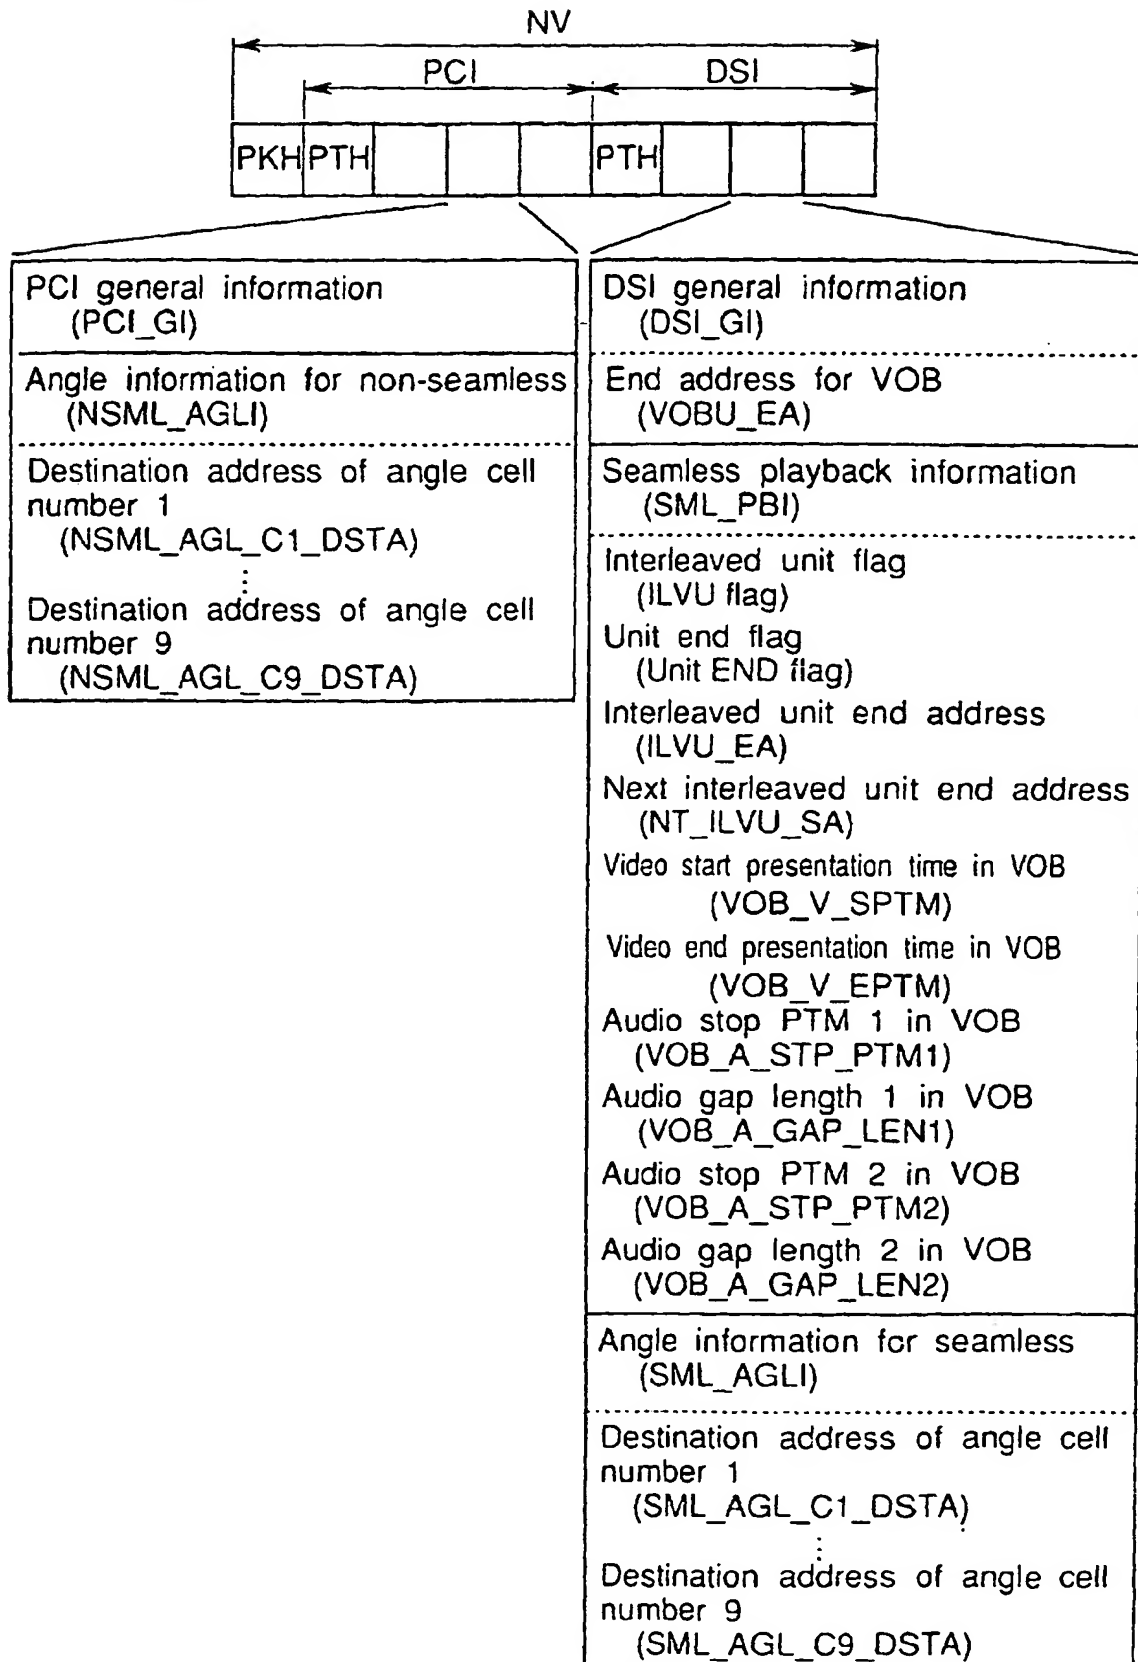 NV
PCI DSI
PKH PTH PTH
PCI general information
(PCI_GI)
Angle information for non-seamless
(NSML_AGLI)
Destination address of angle cell
number 1
(NSML_AGL_C1_DSTA)
Destination address of angle cell
number 9
(NSML_AGL_C9_DSTA)
DSI general information
(DSI_GI)
End address for VOB
(VOBU_EA)
Seamless playback information
(SML_PBI)
Interleaved unit flag
(ILVU flag)
Unit end flag
(Unit END flag)
Interleaved unit end address
(ILVU_EA)
Next interleaved unit end address
(NT_ILVU_SA)
Video start presentation time in VOB
(VOB_V_SPTM)
Video end presentation time in VOB
(VOB_V_EPTM)
Audio stop PTM 1 in VOB
(VOB_A_STP_PTM1)
Audio gap length 1 in VOB
(VOB_A_GAP_LEN1)
Audio stop PTM 2 in VOB
(VOB_A_STP_PTM2)
Audio gap length 2 in VOB
(VOB_A_GAP_LEN2)
Angle information for seamless
(SML_AGLI)
Destination address of angle cell
number 1
(SML_AGL_C1_DSTA)
Destination address of angle cell
number 9
(SML_AGL_C9_DSTA)